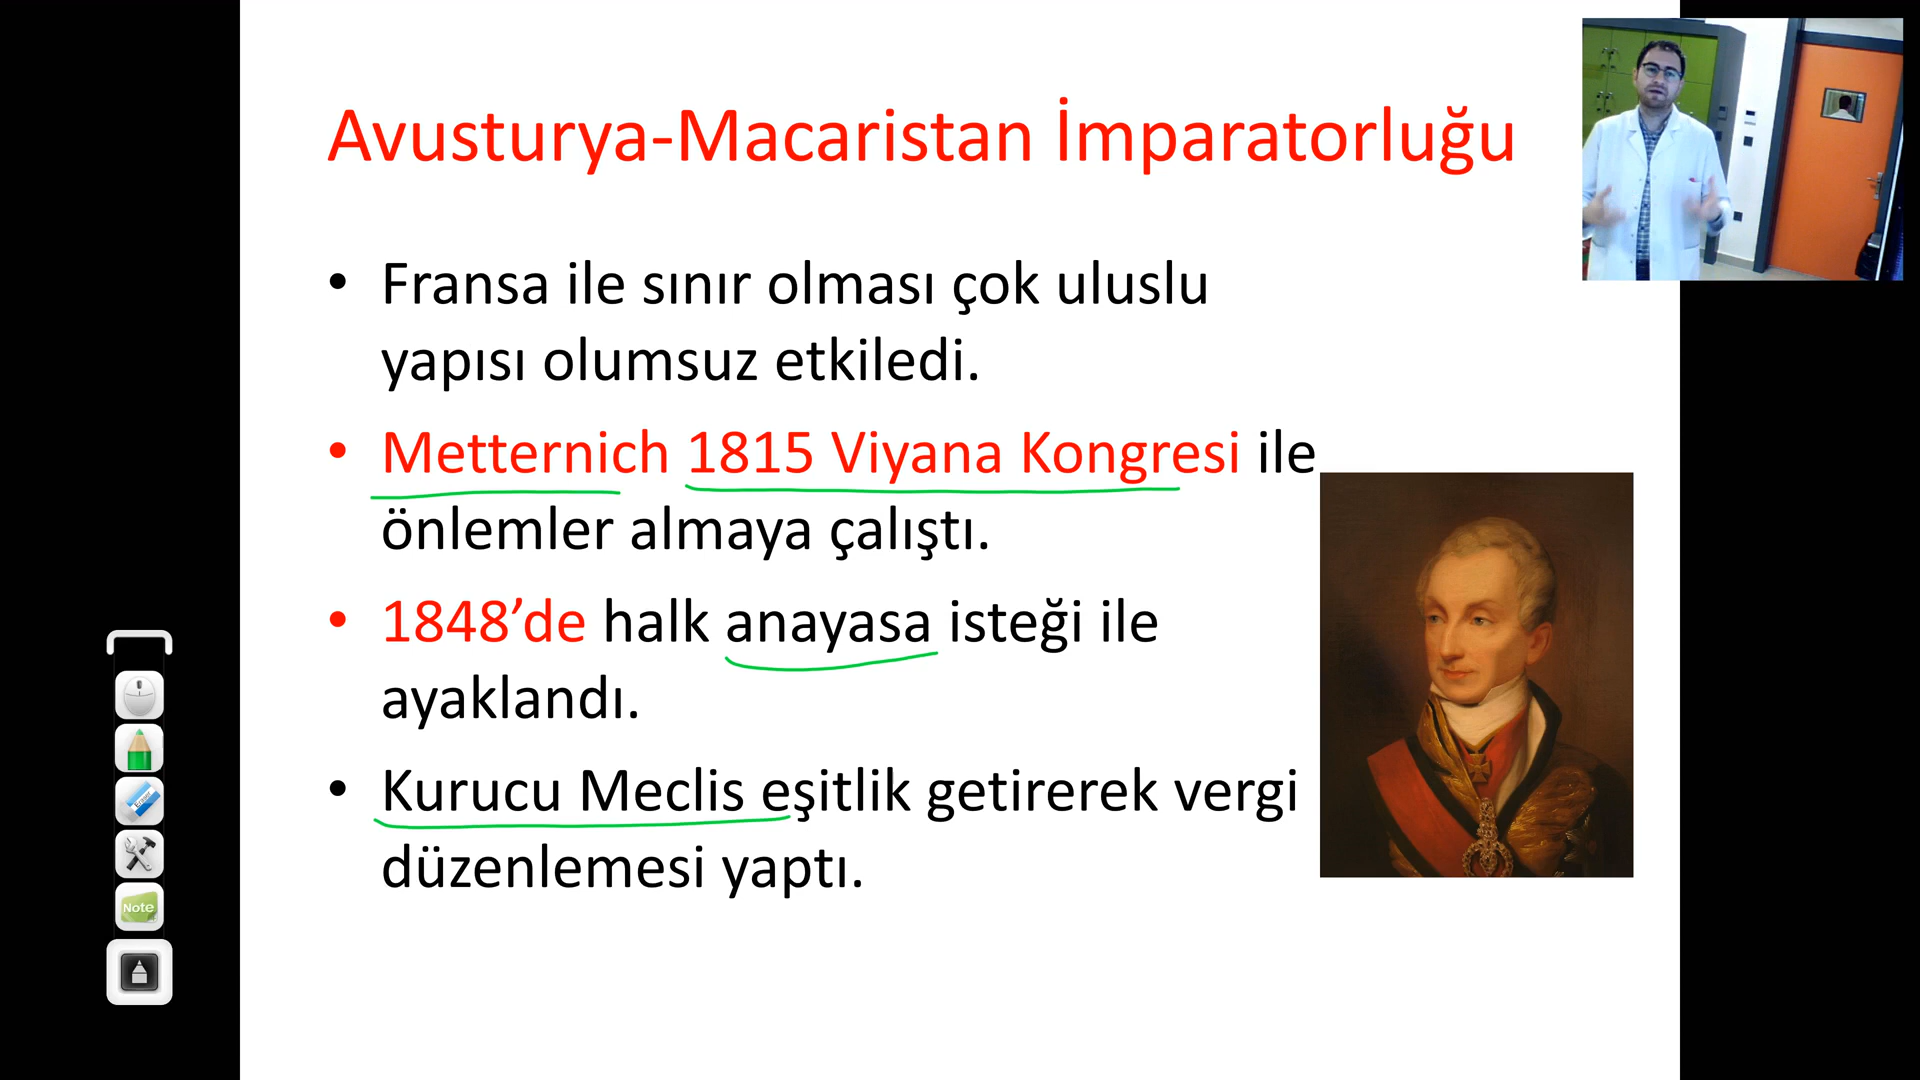 Avusturya-Macaristan İmparatorluğu
• Fransa ile sınır olması çok uluslu
yapısı olumsuz etkiledi.
• Metternich 1815 Viyana Kongresi ile
önlemler almaya çalıştı.
• 1848’de halk anayasa isteği ile
ayaklandı.
• Kurucu Meclis eşitlik getirerek vergi
düzenlemesi yaptı.
Eraser
Note